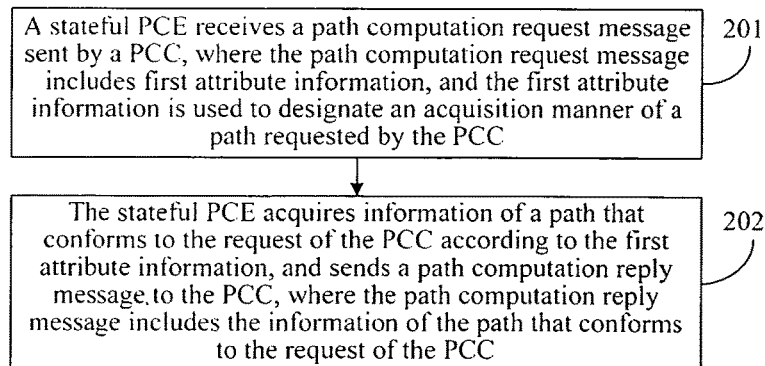 A stateful PCE receives a path computation request message
sent by a PCC, where the path computation request message
includes first attribute information, and the first attribute
information is used to designate an acquisition manner of a
path requested by the PCC
201
The stateful PCE acquires information of a path that
conforms to the request of the PCC according to the first
attribute information, and sends a path computation reply
message to the PCC, where the path computation reply
message includes the information of the path that conforms
to the request of the PCC
202